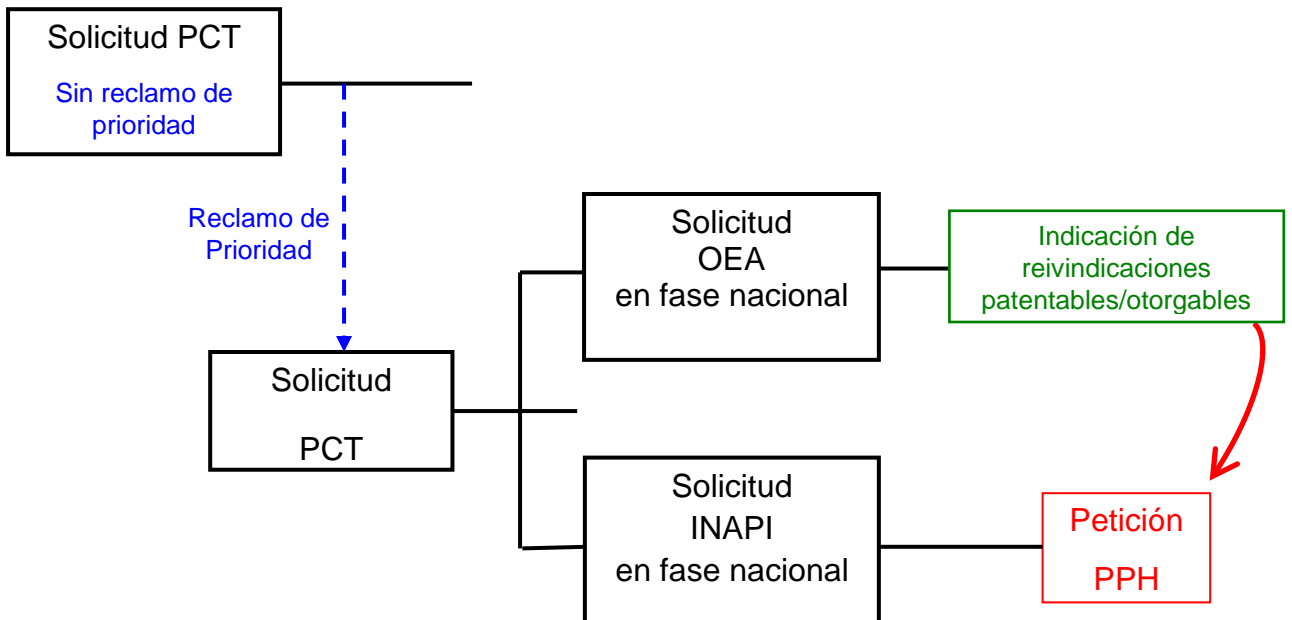 Solicitud PCT
Sin reclamo de
prioridad
Reclamo de
Prioridad
Solicitud
PCT
Solicitud
OEA
en fase nacional
Indicación de
reivindicaciones
patentables/otorgables
Solicitud
INAPI
en fase nacional
Petición
PPH